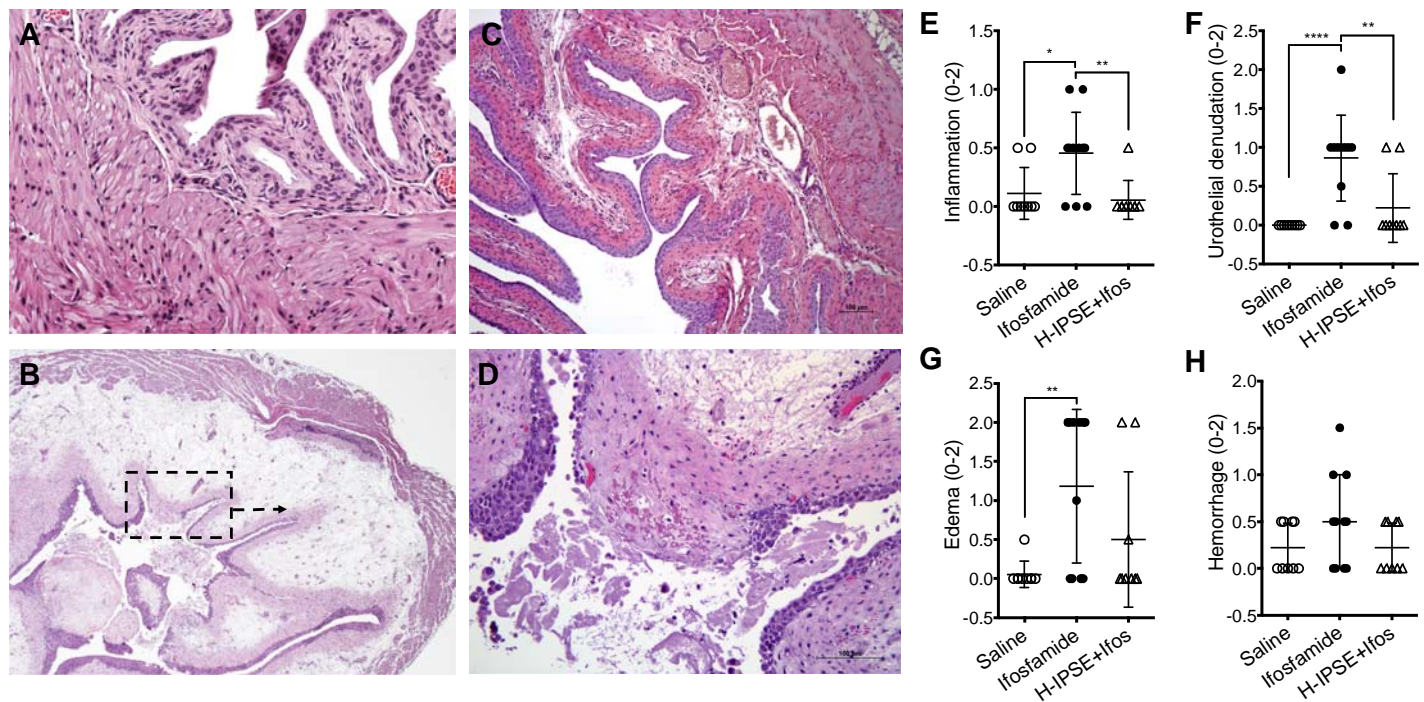 A
B
C
100 µm
D
E
Inflammation (0-2)
1.5
1.0
0.5
0.0
-0.5
*
**
Saline
Ifosfamide
H-IPSE+Ifos
F
Urothelial denudation (0-2)
2.5
2.0
1.5
1.0
0.5
0.0
-0.5
****
**
Saline
Ifosfamide
H-IPSE+Ifos
G
Edema (0-2)
2.5
2.0
1.5
1.0
0.5
0.0
-0.5
**
Saline
Ifosfamide
H-IPSE+Ifos
H
Hemorrhage (0-2)
2.0
1.5
1.0
0.5
0.0
-0.5
Saline
Ifosfamide
H-IPSE+Ifos